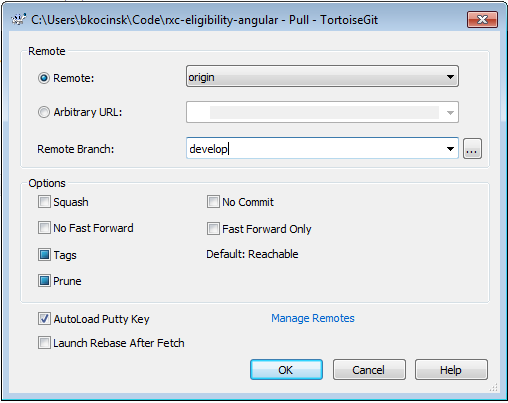 C:\Users\bkocinsk\Code\rxc-eligibility-angular - Pull - TortoiseGit
Remote
Remote:
origin
Arbitrary URL:
Remote Branch:
develop
...
Options
Squash
No Commit
No Fast Forward
Fast Forward Only
Tags
Default: Reachable
Prune
AutoLoad Putty Key
Manage Remotes
Launch Rebase After Fetch
OK
Cancel
Help